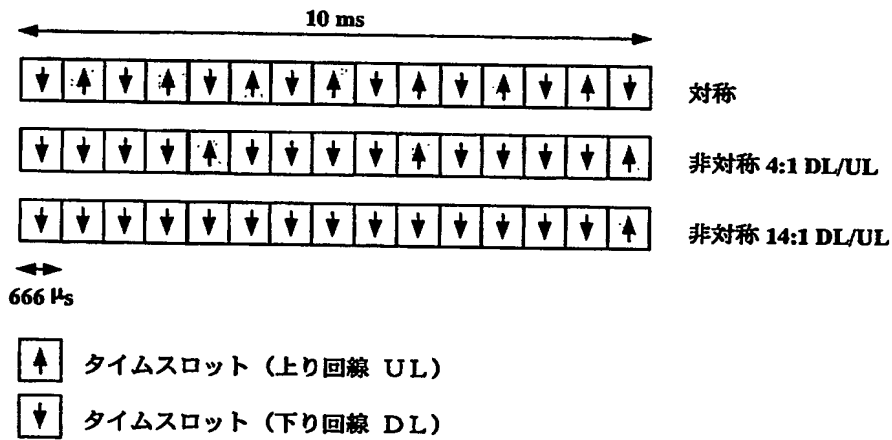 10 ms
対称
非対称 4:1 DL/UL
非対称 14:1 DL/UL
666 μs
タイムスロット（上り回線 ＵＬ）
タイムスロット（下り回線 ＤＬ）